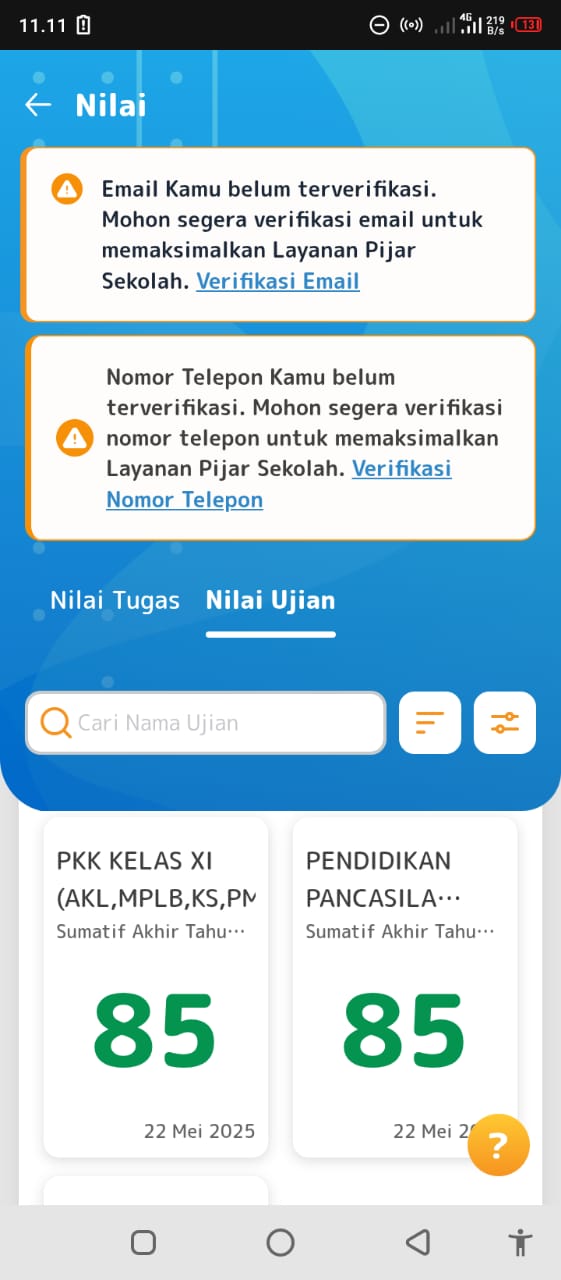 11.11
4G
219
B/s
13
Nilai
Email Kamu belum terverifikasi.
Mohon segera verifikasi email untuk
memaksimalkan Layanan Pijar
Sekolah. Verifikasi Email
Nomor Telepon Kamu belum
terverifikasi. Mohon segera verifikasi
nomor telepon untuk memaksimalkan
Layanan Pijar Sekolah. Verifikasi
Nomor Telepon
Nilai Tugas
Nilai Ujian
Cari Nama Ujian
PKK KELAS XI
(AKL,MPLB,KS,PM
Sumatif Akhir Tahu...
85
22 Mei 2025
PENDIDIKAN
PANCASILA...
Sumatif Akhir Tahu...
85
22 Mei 2
?